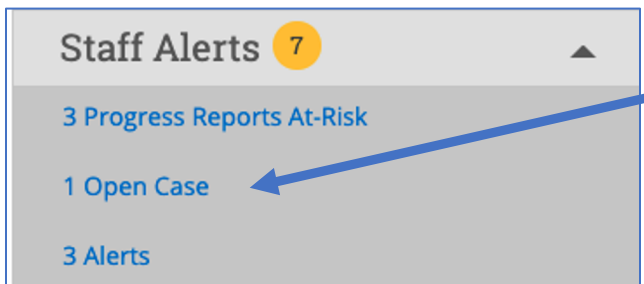 Staff Alerts 7
3 Progress Reports At-Risk
1 Open Case
3 Alerts